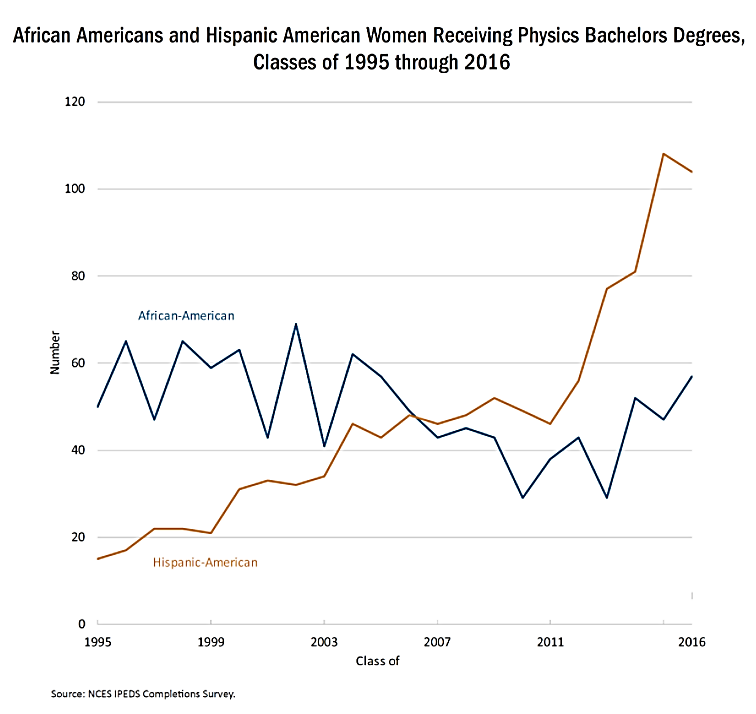 African Americans and Hispanic American Women Receiving Physics Bachelors Degrees,
Classes of 1995 through 2016
120
100
80
African-American
Number
60
40
20
Hispanic-American
0
1995 1999 2003 2007 2011 2016
Class of
Source: NCES IPEDS Completions Survey.